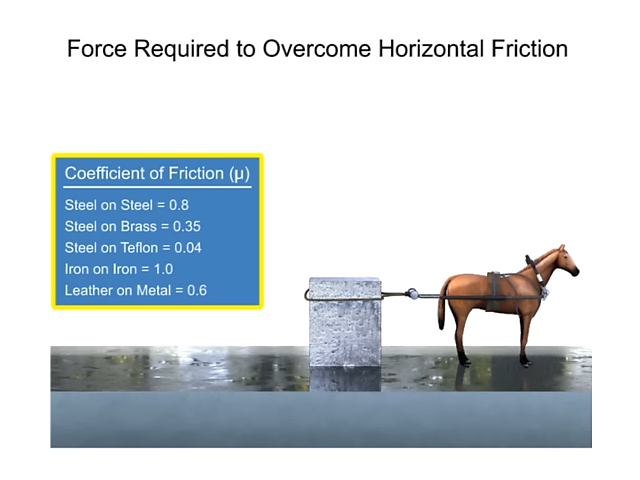 Force Required to Overcome Horizontal Friction
Coefficient of Friction (μ)
Steel on Steel = 0.8
Steel on Brass = 0.35
Steel on Teflon = 0.04
Iron on Iron = 1.0
Leather on Metal = 0.6